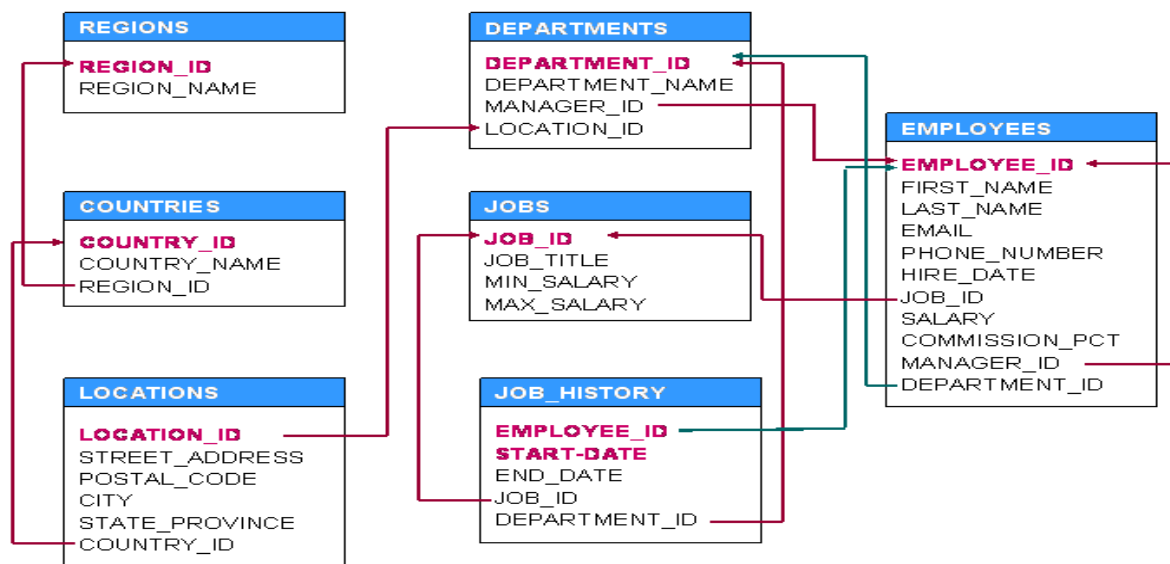 REGIONS
REGION_ID
REGION_NAME
COUNTRIES
COUNTRY_ID
COUNTRY_NAME
REGION_ID
LOCATIONS
LOCATION_ID
STREET_ADDRESS
POSTAL_CODE
CITY
STATE_PROVINCE
COUNTRY_ID
DEPARTMENTS
DEPARTMENT_ID
DEPARTMENT_NAME
MANAGER_ID
LOCATION_ID
JOBS
JOB_ID
JOB_TITLE
MIN_SALARY
MAX_SALARY
JOB_HISTORY
EMPLOYEE_ID
START-DATE
END_DATE
JOB_ID
DEPARTMENT_ID
EMPLOYEES
EMPLOYEE_ID
FIRST_NAME
LAST_NAME
EMAIL
PHONE_NUMBER
HIRE_DATE
JOB_ID
SALARY
COMMISSION_PCT
MANAGER_ID
DEPARTMENT_ID